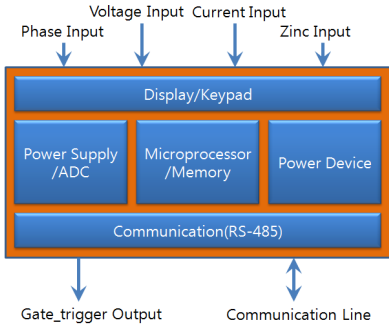 Voltage Input Current Input
Phase Input Zinc Input
Display/Keypad
Power Supply
/ADC
Microprocessor
/Memory
Power Device
Communication(RS-485)
Gate_trigger Output Communication Line